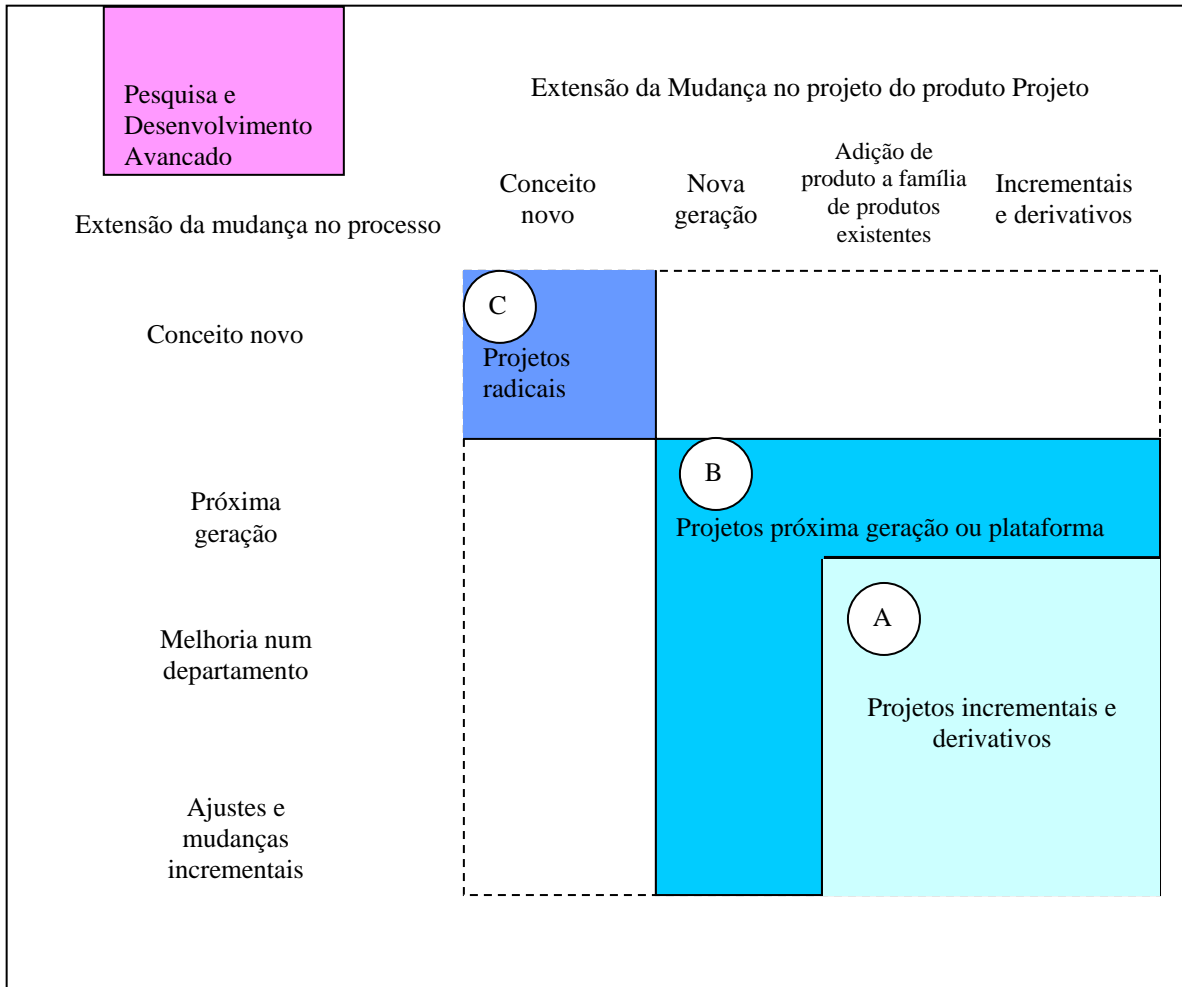 Pesquisa e
Desenvolvimento
Avancado
Extensão da Mudança no projeto do produto Projeto
Conceito
novo
Nova
geração
Adição de
produto a família
de produtos
existentes
Incrementais
e derivativos
Extensão da mudança no processo
Conceito novo
C
Projetos
radicais
Próxima
geração
B
Projetos próxima geração ou plataforma
Melhoria num
departamento
A
Projetos incrementais e
derivativos
Ajustes e
mudanças
incrementais